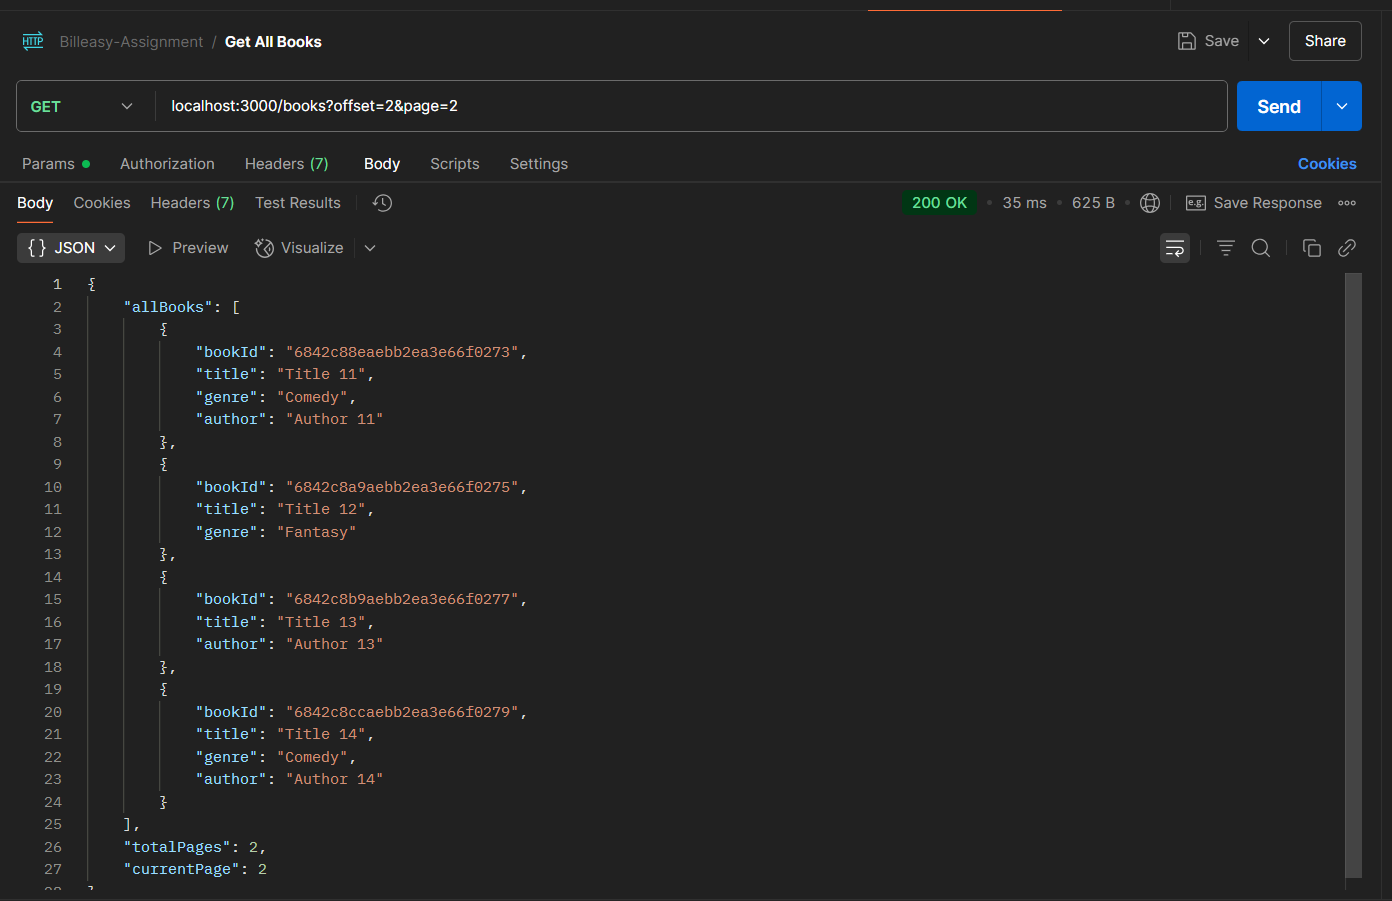 HTTP Billeasy-Assignment / Get All Books Save Share
GET localhost:3000/books?offset=2&page=2 Send
Params Authorization Headers (7) Body Scripts Settings Cookies
Body Cookies Headers (7) Test Results 200 OK 35 ms 625 B e.g. Save Response
{} JSON Preview Visualize
1 {
2 "allBooks": [
3 {
4 "bookId": "6842c88eaebb2ea3e66f0273",
5 "title": "Title 11",
6 "genre": "Comedy",
7 "author": "Author 11"
8 },
9 {
10 "bookId": "6842c8a9aebb2ea3e66f0275",
11 "title": "Title 12",
12 "genre": "Fantasy"
13 },
14 {
15 "bookId": "6842c8b9aebb2ea3e66f0277",
16 "title": "Title 13",
17 "author": "Author 13"
18 },
19 {
20 "bookId": "6842c8ccaebb2ea3e66f0279",
21 "title": "Title 14",
22 "genre": "Comedy",
23 "author": "Author 14"
24 }
25 ],
26 "totalPages": 2,
27 "currentPage": 2